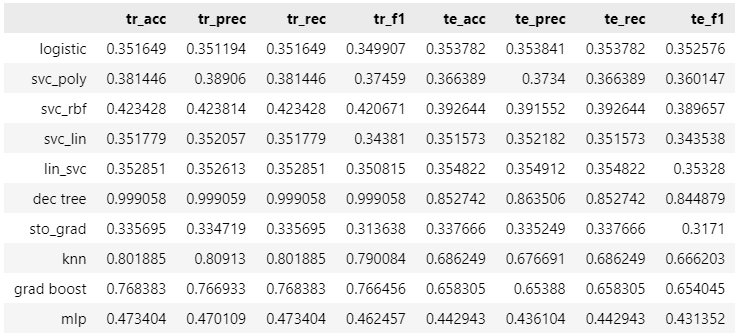 tr_acc tr_prec tr_rec tr_f1 te_acc te_prec te_rec te_f1
logistic 0.351649 0.351194 0.351649 0.349907 0.353782 0.353841 0.353782 0.352576
svc_poly 0.381446 0.38906 0.381446 0.37459 0.366389 0.3734 0.366389 0.360147
svc_rbf 0.423428 0.423814 0.423428 0.420671 0.392644 0.391552 0.392644 0.389657
svc_lin 0.351779 0.352057 0.351779 0.34381 0.351573 0.352182 0.351573 0.343538
lin_svc 0.352851 0.352613 0.352851 0.350815 0.354822 0.354912 0.354822 0.35328
dec tree 0.999058 0.999059 0.999058 0.999058 0.852742 0.863506 0.852742 0.844879
sto_grad 0.335695 0.334719 0.335695 0.313638 0.337666 0.335249 0.337666 0.3171
knn 0.801885 0.80913 0.801885 0.790084 0.686249 0.676691 0.686249 0.666203
grad boost 0.768383 0.766933 0.768383 0.766456 0.658305 0.65388 0.658305 0.654045
mlp 0.473404 0.470109 0.473404 0.462457 0.442943 0.436104 0.442943 0.431352